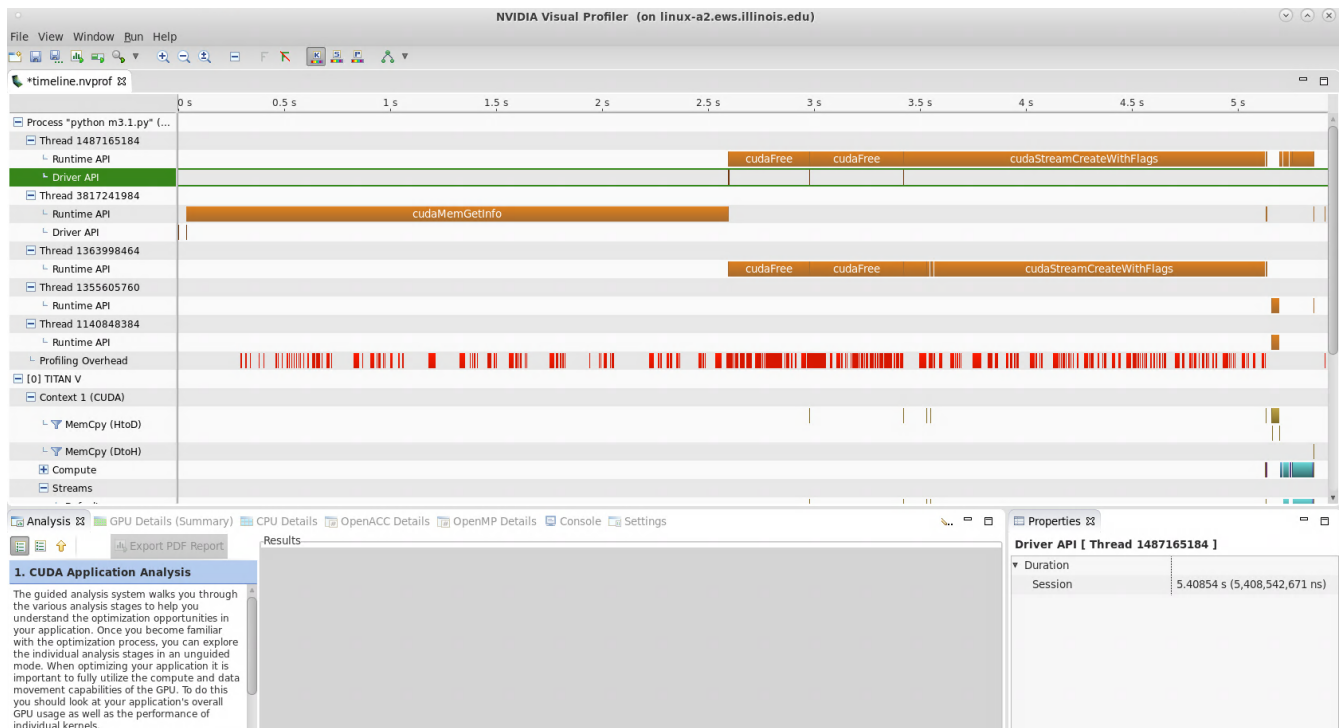 NVIDIA Visual Profiler (on linux-a2.ews.illinois.edu)
File View Window Run Help
*timeline.nvprof
0 s 0.5 s 1 s 1.5 s 2 s 2.5 s 3 s 3.5 s 4 s 4.5 s 5 s
Process "python m3.1.py" (...
Thread 1487165184
Runtime API cudaFree cudaFree cudaStreamCreateWithFlags
Driver API
Thread 3817241984
Runtime API cudaMemGetInfo
Driver API
Thread 1363998464
Runtime API cudaFree cudaFree cudaStreamCreateWithFlags
Thread 1355605760
Runtime API
Thread 1140848384
Runtime API
Profiling Overhead
[0] TITAN V
Context 1 (CUDA)
MemCpy (HtoD)
MemCpy (DtoH)
Compute
Streams
Analysis GPU Details (Summary) CPU Details OpenACC Details OpenMP Details Console Settings
Export PDF Report
1. CUDA Application Analysis
The guided analysis system walks you through
the various analysis stages to help you
understand the optimization opportunities in
your application. Once you become familiar
with the optimization process, you can explore
the individual analysis stages in an unguided
mode. When optimizing your application it is
important to fully utilize the compute and data
movement capabilities of the GPU. To do this
you should look at your application's overall
GPU usage as well as the performance of
individual kernels.
Results
Properties
Driver API [ Thread 1487165184 ]
Duration
Session 5.40854 s (5,408,542,671 ns)